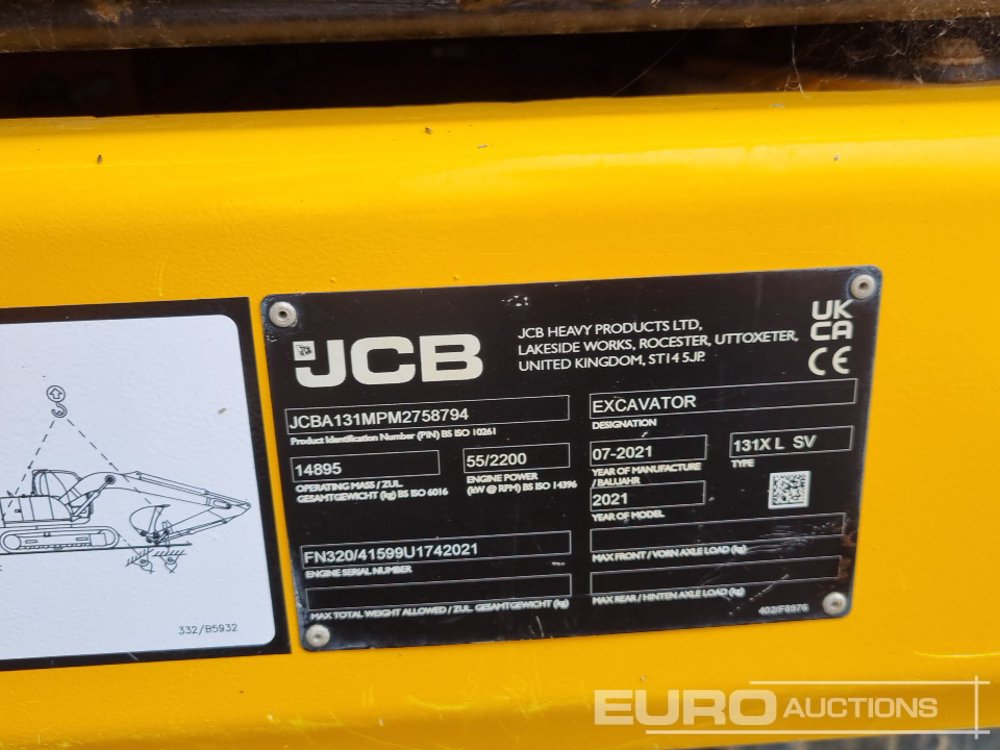 JCB
JCB HEAVY PRODUCTS LTD,
LAKESIDE WORKS, ROCESTER, UTTOXETER,
UNITED KINGDOM, ST14 5JP.
UK
CA
CE
JCBA131MPM2758794
Product Identification Number (PIN) BS ISO 10261
EXCAVATOR
DESIGNATION
14895
OPERATING MASS / ZUL.
GESAMTGEWICHT (kg) BS ISO 6016
55/2200
ENGINE POWER
(kW @ RPM) BS ISO 14396
07-2021
YEAR OF MANUFACTURE
/ BAUJAHR
131X L SV
TYPE
2021
YEAR OF MODEL
FN320/41599U1742021
ENGINE SERIAL NUMBER
MAX FRONT / VORN AXLE LOAD (kg)
MAX TOTAL WEIGHT ALLOWED / ZUL. GESAMTGEWICHT (kg)
MAX REAR / HINTEN AXLE LOAD (kg)
402/F8976
332/B5932
EURO AUCTIONS